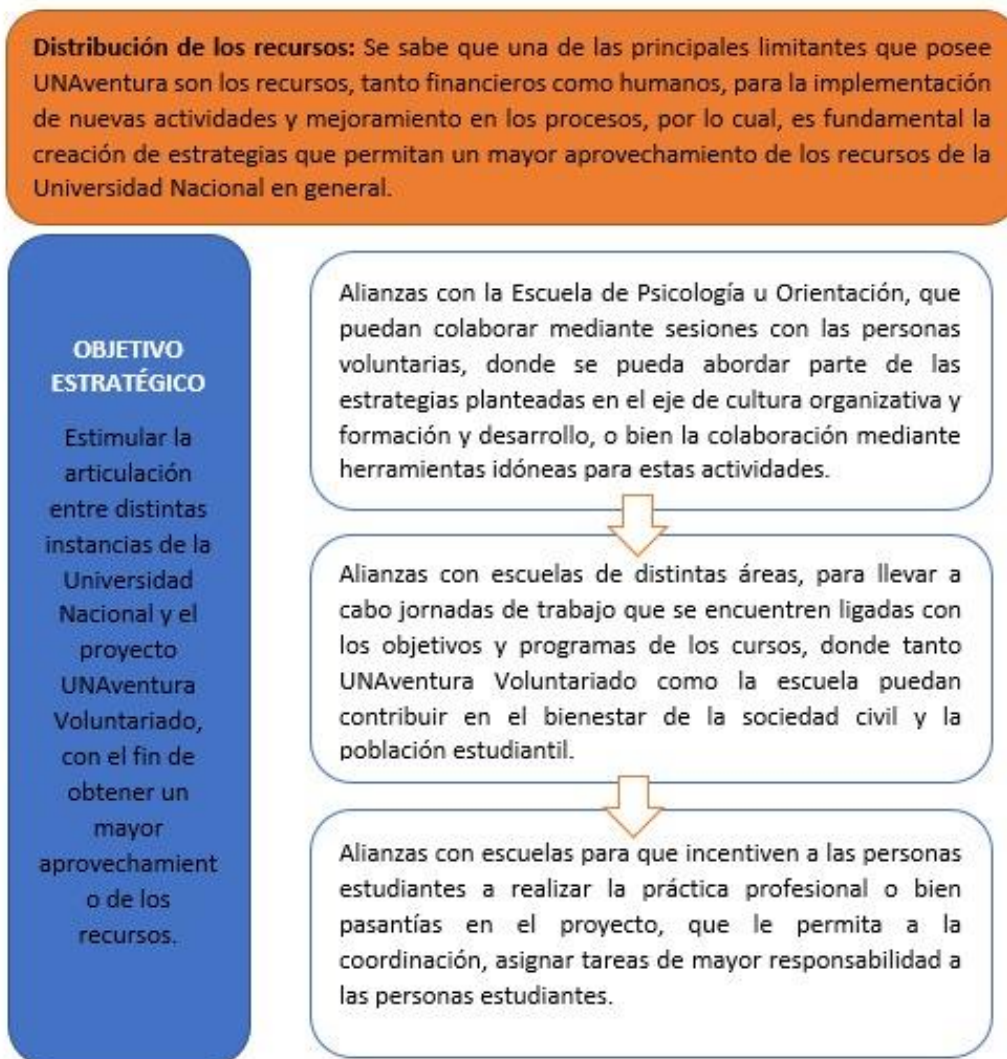 Distribución de los recursos: Se sabe que una de las principales limitantes que posee
UNAventura son los recursos, tanto financieros como humanos, para la implementación
de nuevas actividades y mejoramiento en los procesos, por lo cual, es fundamental la
creación de estrategias que permitan un mayor aprovechamiento de los recursos de la
Universidad Nacional en general.
OBJETIVO
ESTRATÉGICO
Estimular la
articulación
entre distintas
instancias de la
Universidad
Nacional y el
proyecto
UNAventura
Voluntariado,
con el fin de
obtener un
mayor
aprovechamient
o de los
recursos.
Alianzas con la Escuela de Psicología u Orientación, que
puedan colaborar mediante sesiones con las personas
voluntarias, donde se pueda abordar parte de las
estrategias planteadas en el eje de cultura organizativa y
formación y desarrollo, o bien la colaboración mediante
herramientas idóneas para estas actividades.
Alianzas con escuelas de distintas áreas, para llevar a
cabo jornadas de trabajo que se encuentren ligadas con
los objetivos y programas de los cursos, donde tanto
UNAventura Voluntariado como la escuela puedan
contribuir en el bienestar de la sociedad civil y la
población estudiantil.
Alianzas con escuelas para que incentiven a las personas
estudiantes a realizar la práctica profesional o bien
pasantías en el proyecto, que le permita a la
coordinación, asignar tareas de mayor responsabilidad a
las personas estudiantes.